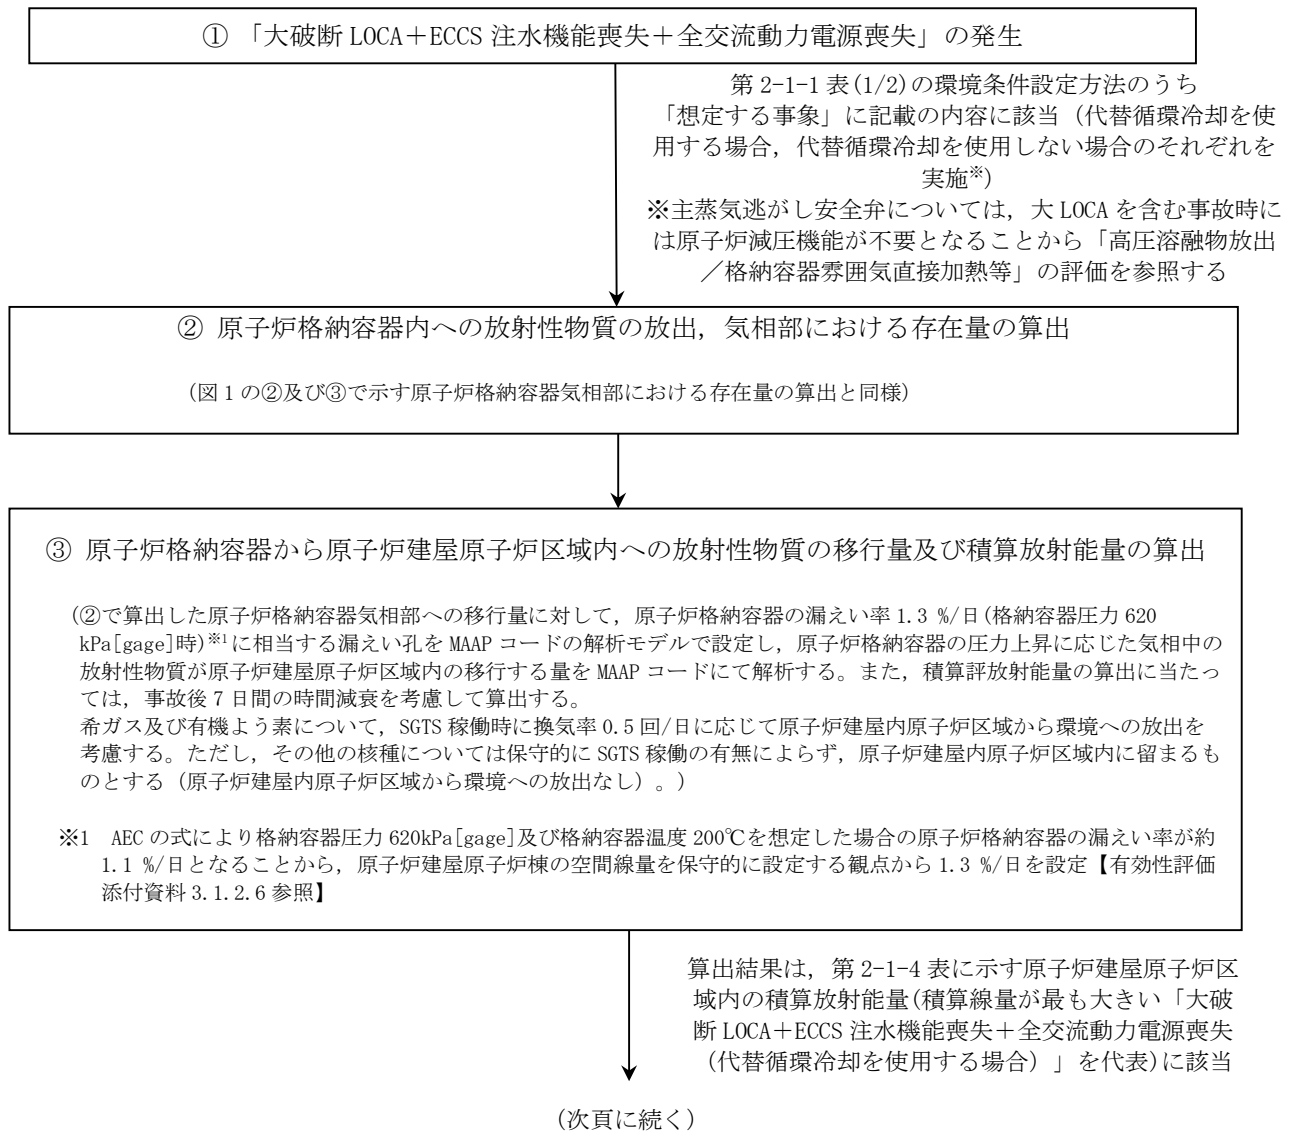 ① 「大破断 LOCA＋ECCS 注水機能喪失＋全交流動力電源喪失」の発生
第 2-1-1 表(1/2)の環境条件設定方法のうち
「想定する事象」に記載の内容に該当（代替循環冷却を使
用する場合，代替循環冷却を使用しない場合のそれぞれを
実施※）
※主蒸気逃がし安全弁については，大 LOCA を含む事故時に
は原子炉減圧機能が不要となることから「高圧溶融物放出
／格納容器雰囲気直接加熱等」の評価を参照する
② 原子炉格納容器内への放射性物質の放出，気相部における存在量の算出
（図 1 の②及び③で示す原子炉格納容器気相部における存在量の算出と同様）
③ 原子炉格納容器から原子炉建屋原子炉区域内への放射性物質の移行量及び積算放射能量の算出
（②で算出した原子炉格納容器気相部への移行量に対して，原子炉格納容器の漏えい率 1.3 %/日(格納容器圧力 620
kPa[gage]時)※1に相当する漏えい孔を MAAP コードの解析モデルで設定し，原子炉格納容器の圧力上昇に応じた気相中の
放射性物質が原子炉建屋原子炉区域内の移行する量を MAAP コードにて解析する。また，積算評放射能量の算出に当たっ
ては，事故後 7 日間の時間減衰を考慮して算出する。
希ガス及び有機よう素について，SGTS 稼働時に換気率 0.5 回/日に応じて原子炉建屋内原子炉区域から環境への放出を
考慮する。ただし，その他の核種については保守的に SGTS 稼働の有無によらず，原子炉建屋内原子炉区域内に留まるも
のとする（原子炉建屋内原子炉区域から環境への放出なし）。）
※1 AEC の式により格納容器圧力 620kPa[gage]及び格納容器温度 200℃を想定した場合の原子炉格納容器の漏えい率が約
1.1 %/日となることから，原子炉建屋原子炉棟の空間線量を保守的に設定する観点から 1.3 %/日を設定【有効性評価
添付資料 3.1.2.6 参照】
算出結果は，第 2-1-4 表に示す原子炉建屋原子炉区
域内の積算放射能量(積算線量が最も大きい「大破
断 LOCA＋ECCS 注水機能喪失＋全交流動力電源喪失
（代替循環冷却を使用する場合）」を代表)に該当
（次頁に続く）